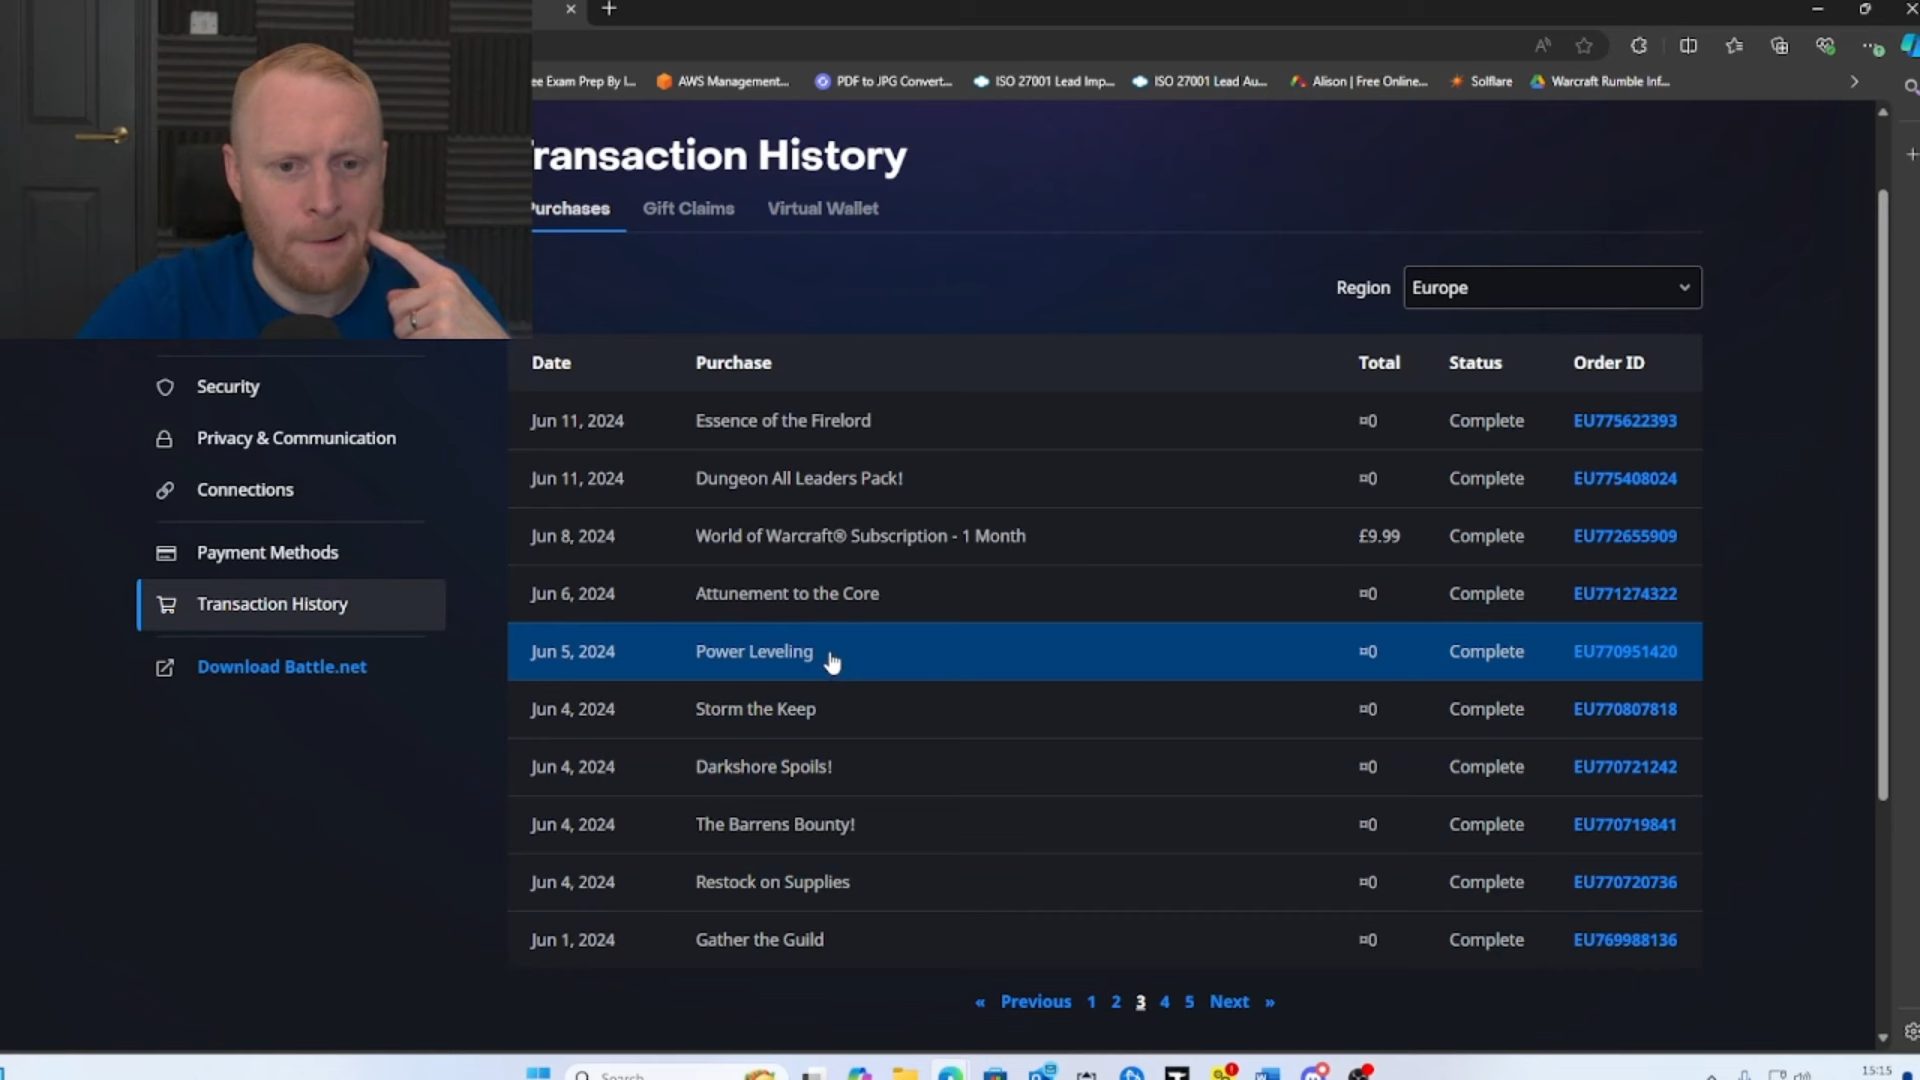 ee Exam Prep By I... AWS Management... PDF to JPG Convert... ISO 27001 Lead Imp... ISO 27001 Lead Au... Alison | Free Online... Solflare Warcraft Rumble Inf...
ransaction History
Purchases Gift Claims Virtual Wallet
Region Europe
Date Purchase Total Status Order ID
Security
Privacy & Communication
Connections
Payment Methods
Transaction History
Download Battle.net
Jun 11, 2024 Essence of the Firelord ¤0 Complete EU775622393
Jun 11, 2024 Dungeon All Leaders Pack! ¤0 Complete EU775408024
Jun 8, 2024 World of Warcraft® Subscription - 1 Month £9.99 Complete EU772655909
Jun 6, 2024 Attunement to the Core ¤0 Complete EU771274322
Jun 5, 2024 Power Leveling ¤0 Complete EU770951420
Jun 4, 2024 Storm the Keep ¤0 Complete EU770807818
Jun 4, 2024 Darkshore Spoils! ¤0 Complete EU770721242
Jun 4, 2024 The Barrens Bounty! ¤0 Complete EU770719841
Jun 4, 2024 Restock on Supplies ¤0 Complete EU770720736
Jun 1, 2024 Gather the Guild ¤0 Complete EU769988136
« Previous 1 2 3 4 5 Next »
Search
15:15